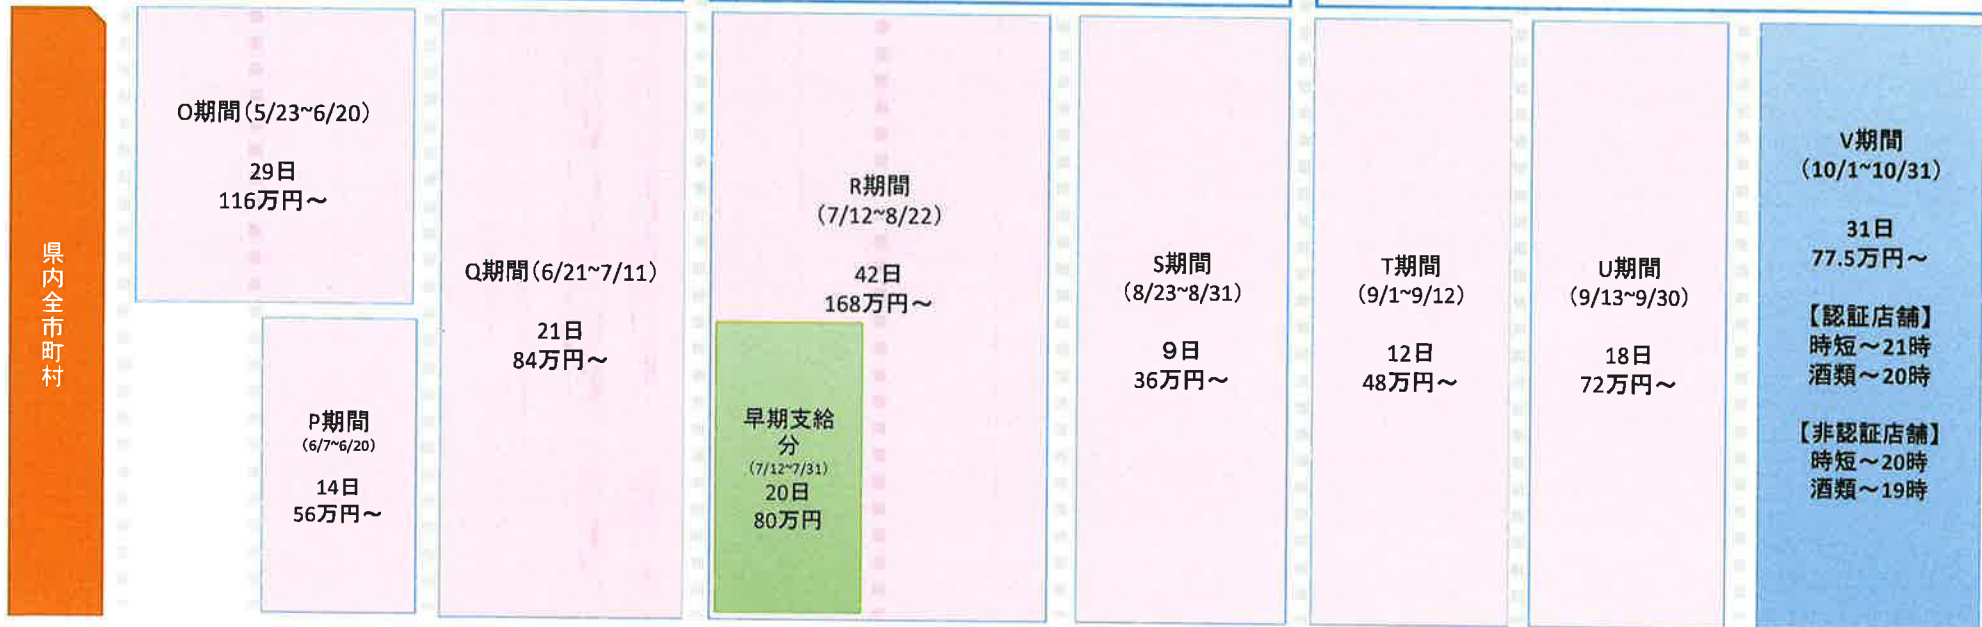 県内全市町村
O期間(5/23~6/20)
29日
116万円～
P期間
(6/7~6/20)
14日
56万円～
Q期間(6/21~7/11)
21日
84万円～
R期間
(7/12~8/22)
42日
168万円～
早期支給
分
(7/12~7/31)
20日
80万円
S期間
(8/23~8/31)
9日
36万円～
T期間
(9/1~9/12)
12日
48万円～
U期間
(9/13~9/30)
18日
72万円～
V期間
(10/1~10/31)
31日
77.5万円～
【認証店舗】
時短～21時
酒類～20時
【非認証店舗】
時短～20時
酒類～19時